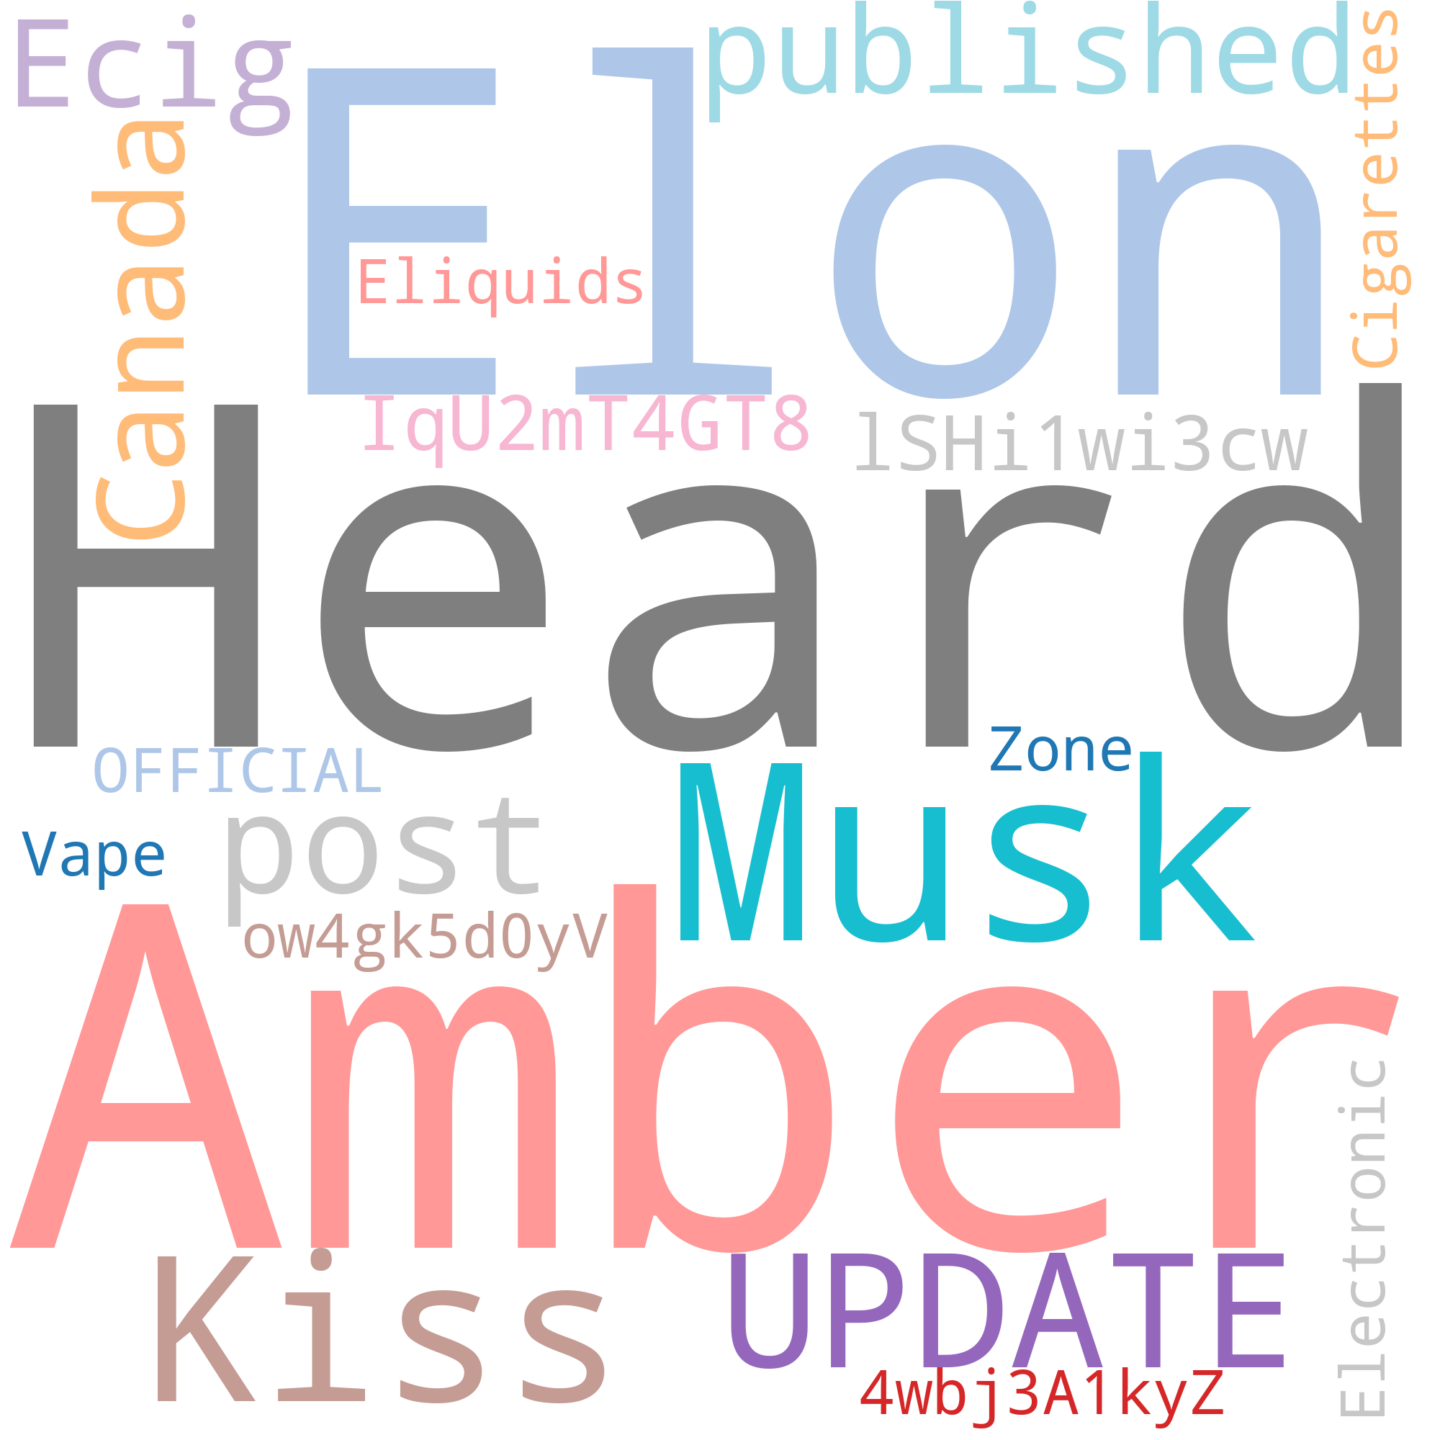 Ecig
published
Cigarettes
Elon
Canada
Eliquids
IqU2mT4GT8
lSHi1wi3cw
Heard
Zone
OFFICIAL
Musk
post
Vape
ow4gk5d0yV
Amber
Electronic
Kiss
UPDATE
4wbj3A1kyZ